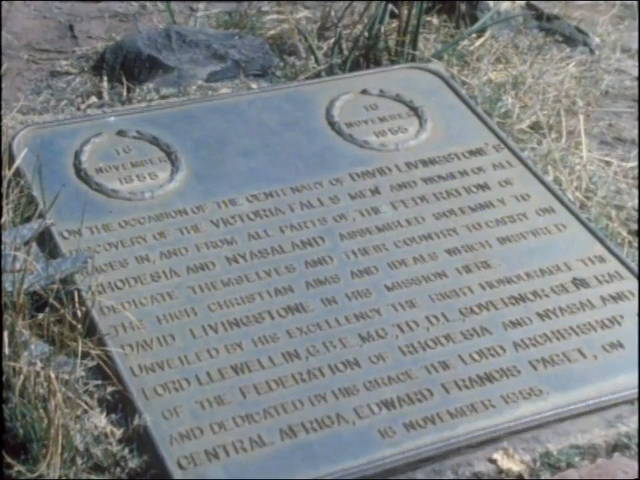 16
NOVEMBER
1855
16
NOVEMBER
1955
ON THE OCCASION OF THE CENTENARY OF DAVID LIVINGSTONE'S
DISCOVERY OF THE VICTORIA FALLS MEN AND WOMEN OF ALL
RACES IN, AND FROM ALL PARTS OF, THE FEDERATION OF
RHODESIA AND NYASALAND ASSEMBLED SOLEMNLY TO
DEDICATE THEMSELVES AND THEIR COUNTRY TO CARRY ON
THE HIGH CHRISTIAN AIMS AND IDEALS WHICH INSPIRED
DAVID LIVINGSTONE IN HIS MISSION HERE.
UNVEILED BY HIS EXCELLENCY THE RIGHT HONOURABLE THE
LORD LLEWELLIN, G.B.E., M.C., T.D., D.L., GOVERNOR-GENERAL
OF THE FEDERATION OF RHODESIA AND NYASALAND
AND DEDICATED BY HIS GRACE THE LORD ARCHBISHOP
CENTRAL AFRICA, EDWARD FRANCIS PAGET, ON
16 NOVEMBER 1955.